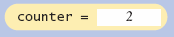 counter = 2